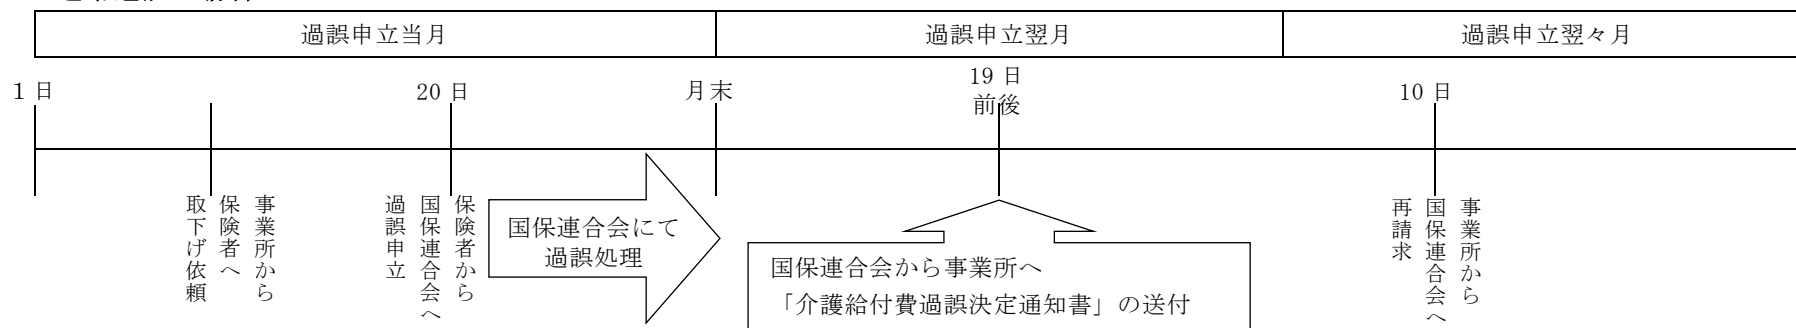 過誤申立当月
過誤申立翌月
過誤申立翌々月
1日
20日
月末
19日
前後
10日
事業所から
保険者へ
取下げ依頼
保険者から
国保連合会へ
過誤申立
国保連合会にて
過誤処理
国保連合会から事業所へ
「介護給付費過誤決定通知書」の送付
事業所から
国保連合会へ
再請求